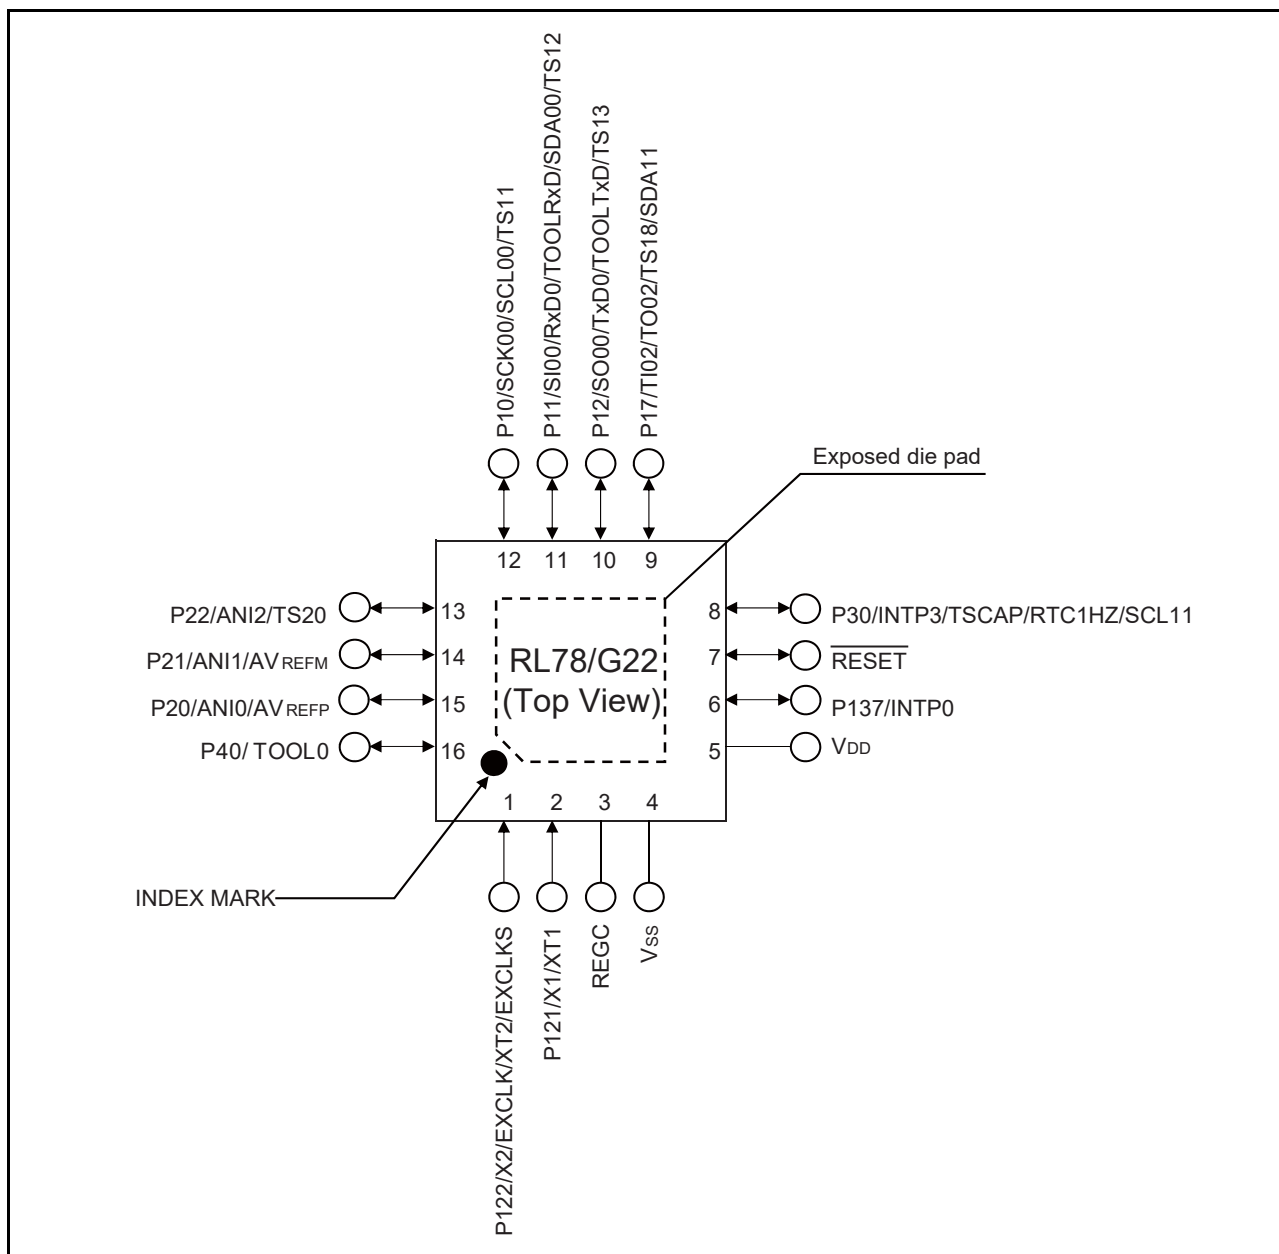 P10/SCK00/SCL00/TS11
P11/SI00/RxD0/TOOLRxD/SDA00/TS12
P12/SO00/TxD0/TOOLTxD/TS13
P17/TI02/TO02/TS18/SDA11
Exposed die pad
12 11 10 9
P22/ANI2/TS20 13
P21/ANI1/AVREFM 14
P20/ANI0/AVREFP 15
P40/ TOOL0 16
RL78/G22
(Top View)
8 P30/INTP3/TSCAP/RTC1HZ/SCL11
7 RESET
6 P137/INTP0
5 VDD
1 2 3 4
INDEX MARK
P122/X2/EXCLK/XT2/EXCLKS
P121/X1/XT1
REGC
VSS